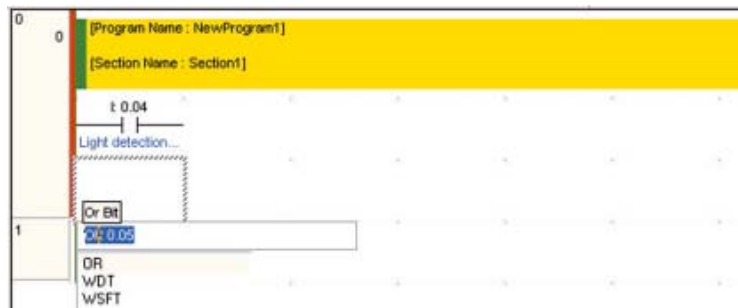 0
0
[Program Name : NewProgram1]
[Section Name : Section1]
I: 0.04
Light detection...
Or Bit
1
0.05
OR
WDT
WSFT